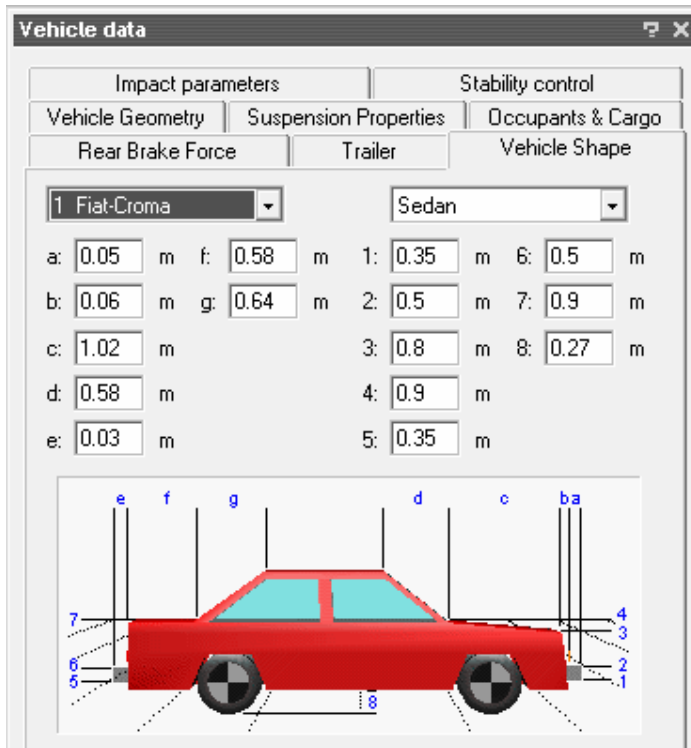 Vehicle data
Impact parameters Stability control
Vehicle Geometry Suspension Properties Occupants & Cargo
Rear Brake Force Trailer Vehicle Shape
1 Fiat-Croma Sedan
a: 0.05 m f: 0.58 m 1: 0.35 m 6: 0.5 m
b: 0.06 m g: 0.64 m 2: 0.5 m 7: 0.9 m
c: 1.02 m 3: 0.8 m 8: 0.27 m
d: 0.58 m 4: 0.9 m
e: 0.03 m 5: 0.35 m
e f g d c b a
7 4
3
6 2
5 1
8